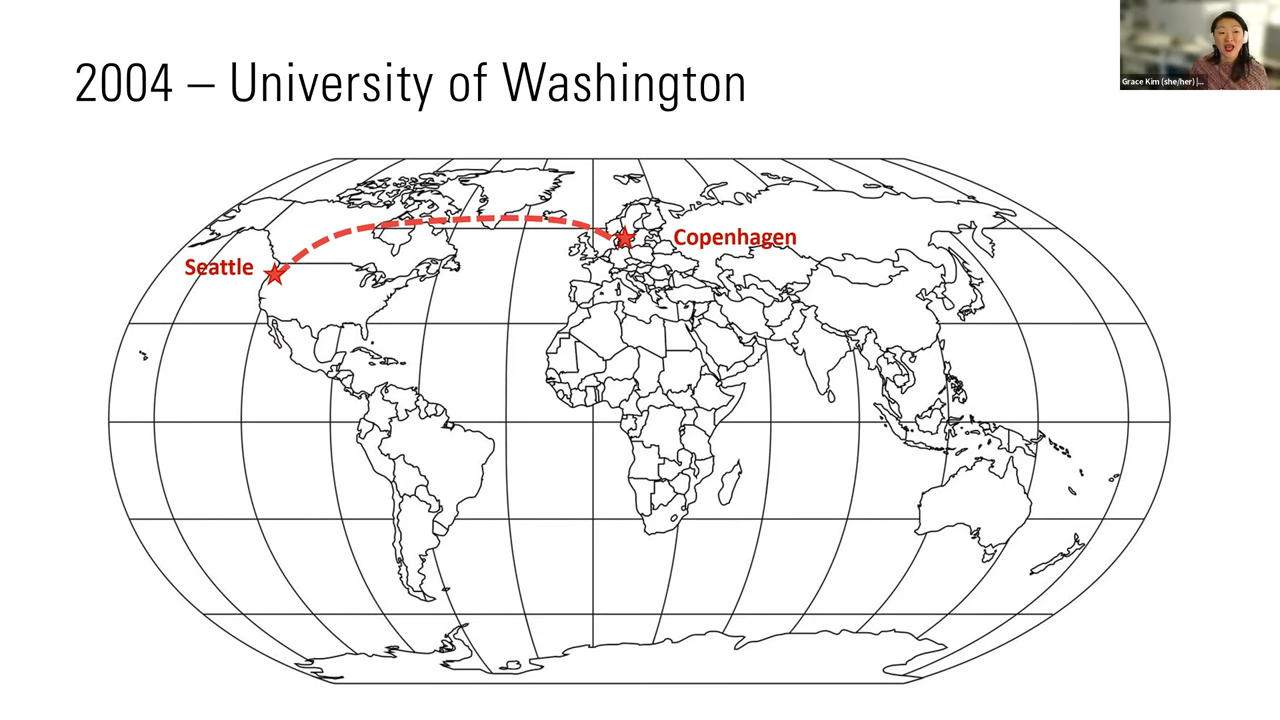 2004 – University of Washington
Grace Kim (she/her) |...
Seattle
Copenhagen